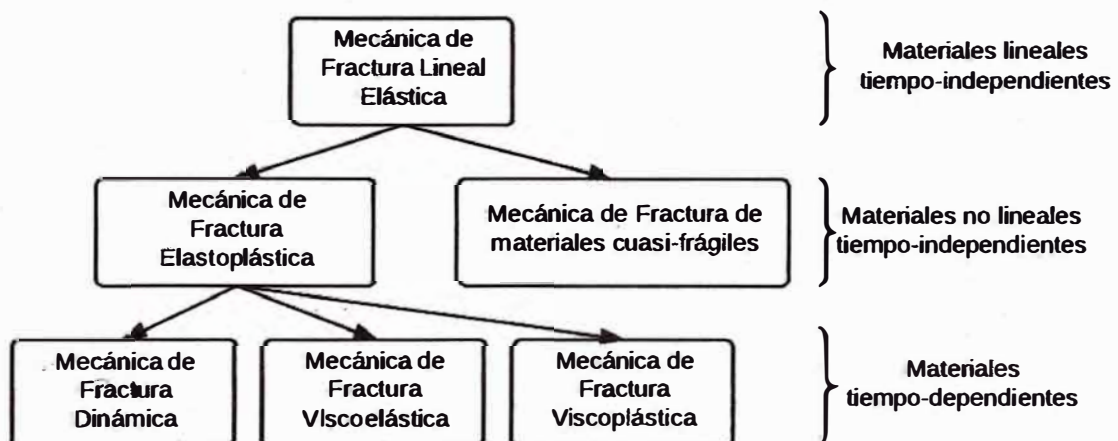 Mecánica de
Fractura Lineal
Elástica
Materiales lineales
tiempo-independientes
Mecánica de
Fractura
Elastoplástica
Mecánica de Fractura de
materiales cuasi-frágiles
Materiales no lineales
tiempo-independientes
Mecánica de
Fractura
Dinámica
Mecánica de
Fractura
VIscoelástica
Mecánica de
Fractura
Viscoplástica
Materiales
tiempo-dependientes